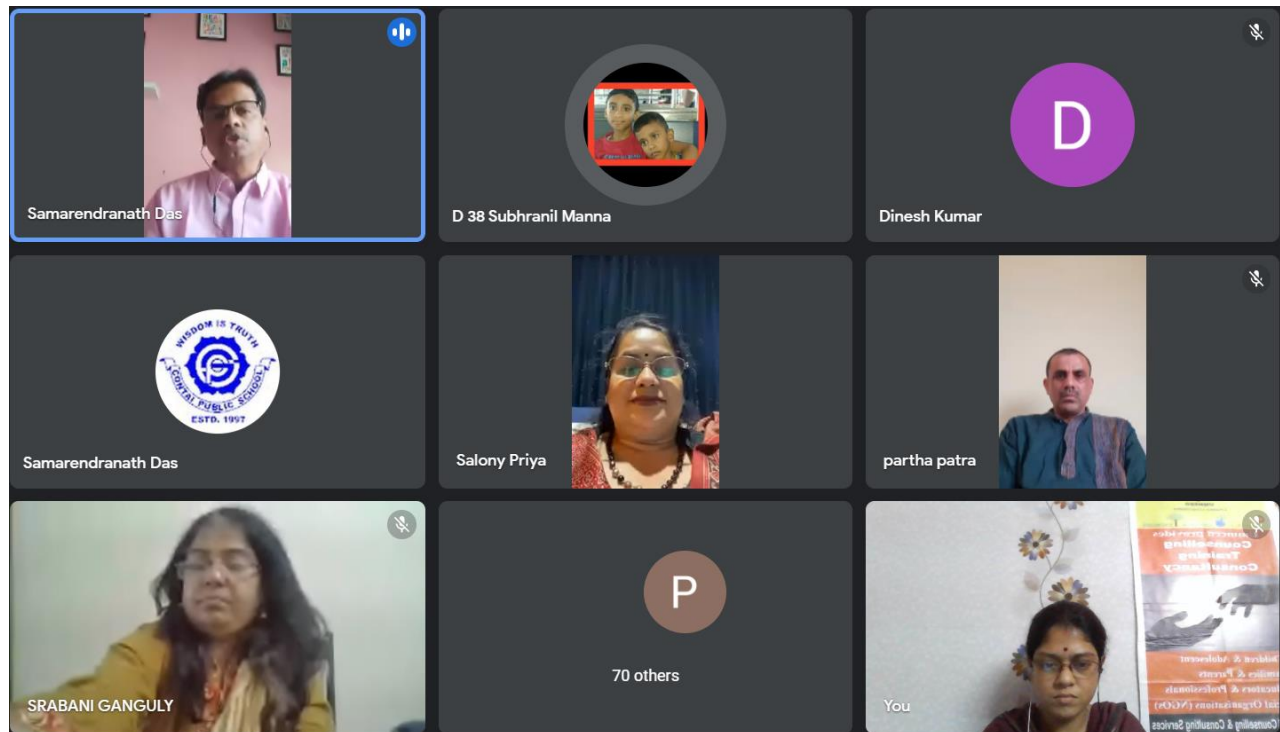 Samarendranath Das
D 38 Subhranil Manna
D
Dinesh Kumar
WISDOM IS TRUTH
CONTAI PUBLIC SCHOOL
ESTD. 1997
Samarendranath Das
Salony Priya
partha patra
SRABANI GANGULY
P
70 others
You
provides
Counselling
Training
Consultancy
Children & Adolescent
Families & Parents
Educators & Professionals
Organisations (NGOs)
Counselling & Consulting Services